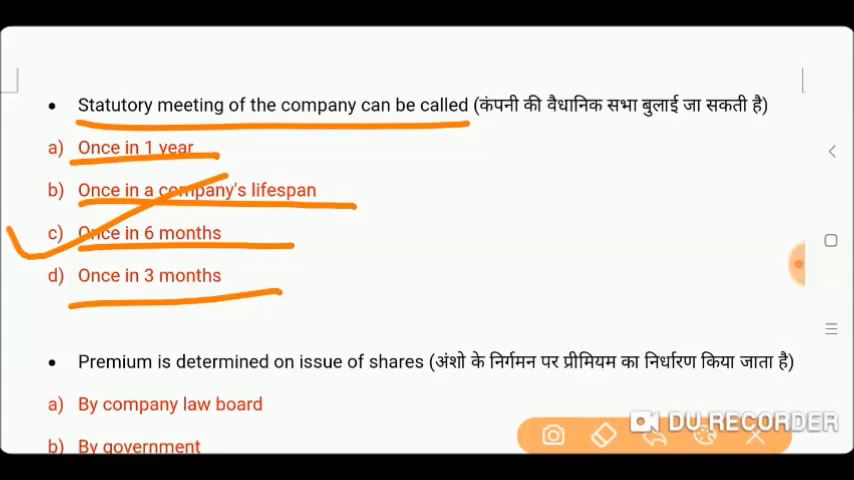 • Statutory meeting of the company can be called (कंपनी की वैधानिक सभा बुलाई जा सकती है)
a) Once in 1 year
b) Once in a company's lifespan
c) Once in 6 months
d) Once in 3 months
• Premium is determined on issue of shares (अंशो के निर्गमन पर प्रीमियम का निर्धारण किया जाता है)
a) By company law board
DU RECORDER
b) By government